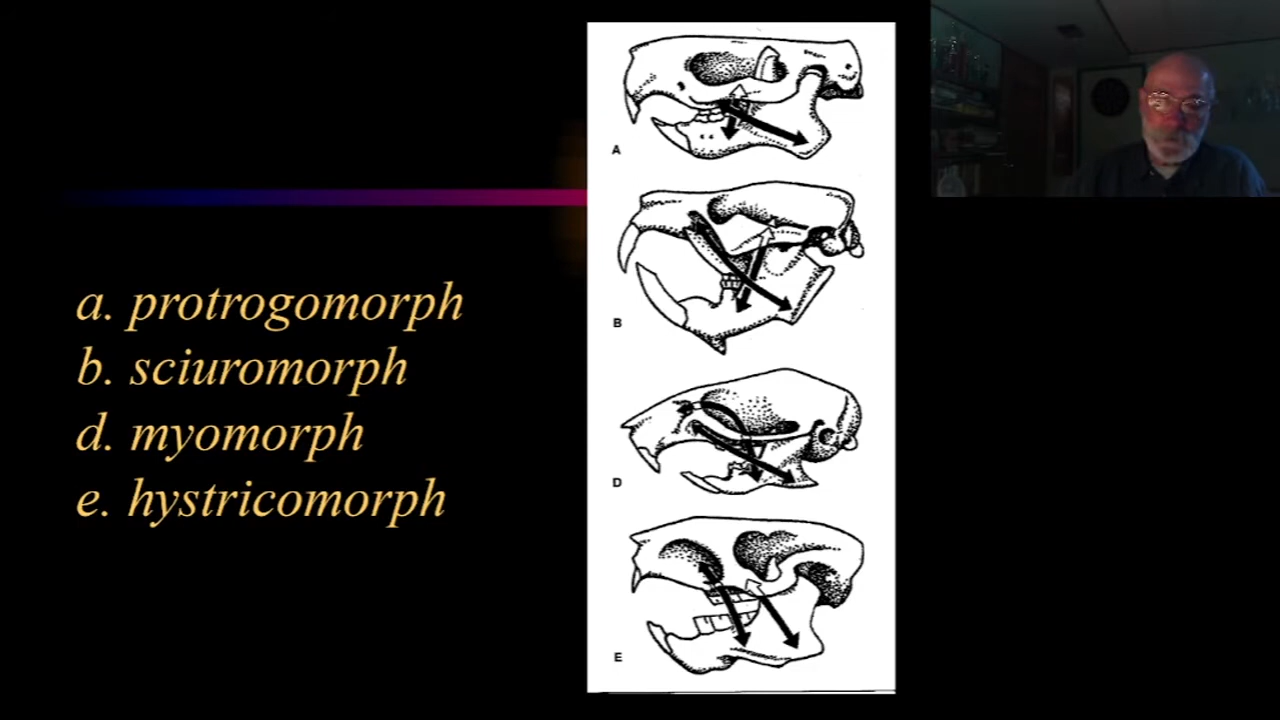 a. protrogomorph
b. sciuromorph
d. myomorph
e. hystricomorph
A
B
D
E